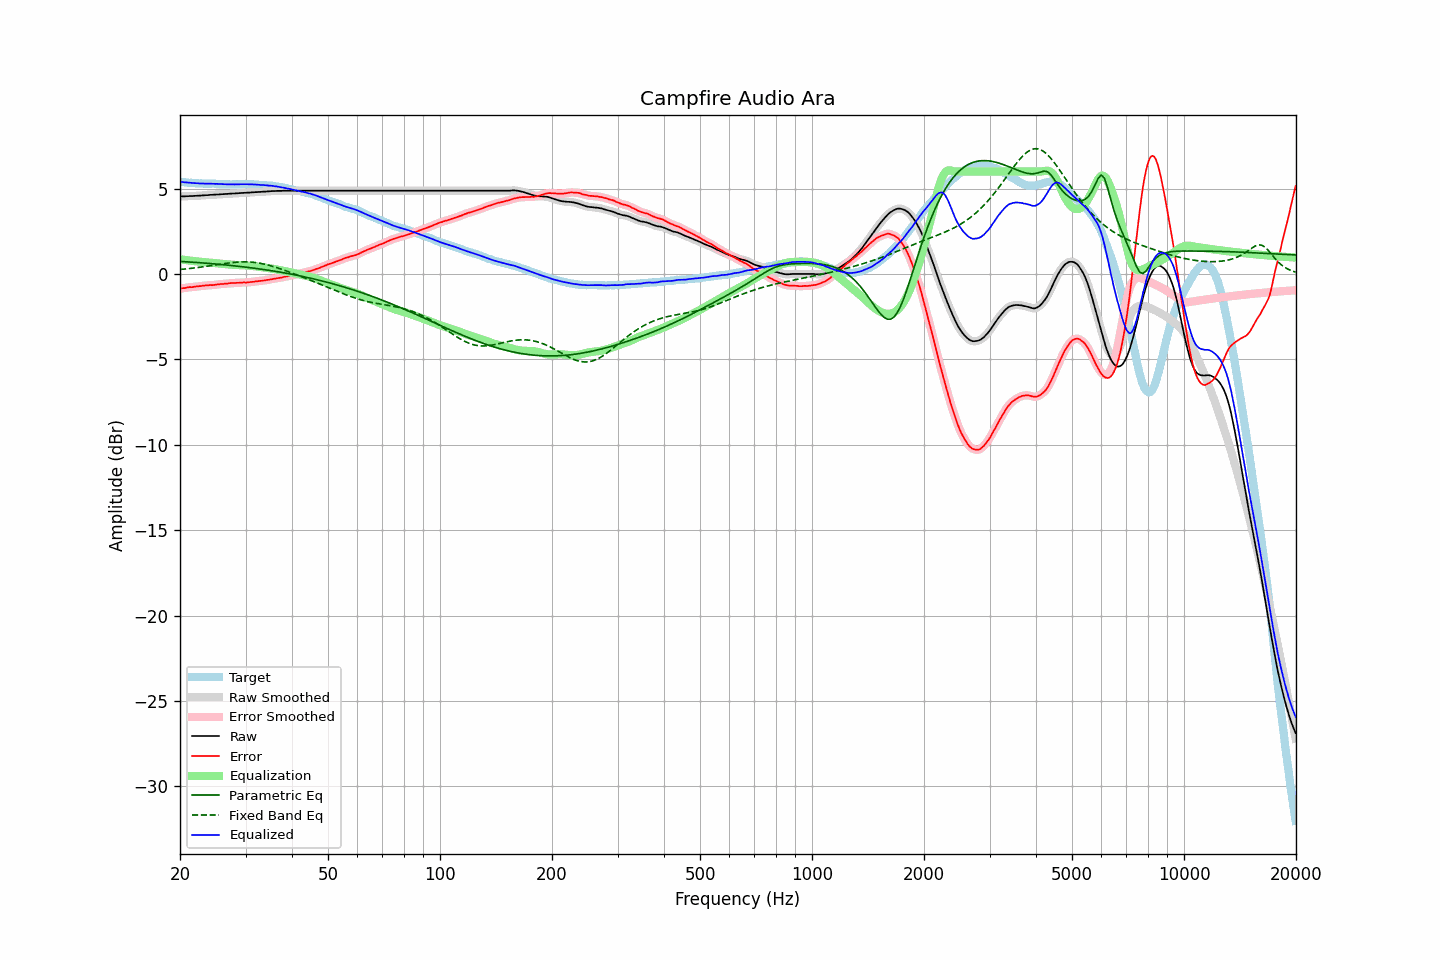 Campfire Audio Ara
Amplitude (dBr)
5
0
−5
−10
−15
−20
−25
−30
Target
Raw Smoothed
Error Smoothed
Raw
Error
Equalization
Parametric Eq
Fixed Band Eq
Equalized
20 50 100 200 500 1000 2000 5000 10000 20000
Frequency (Hz)